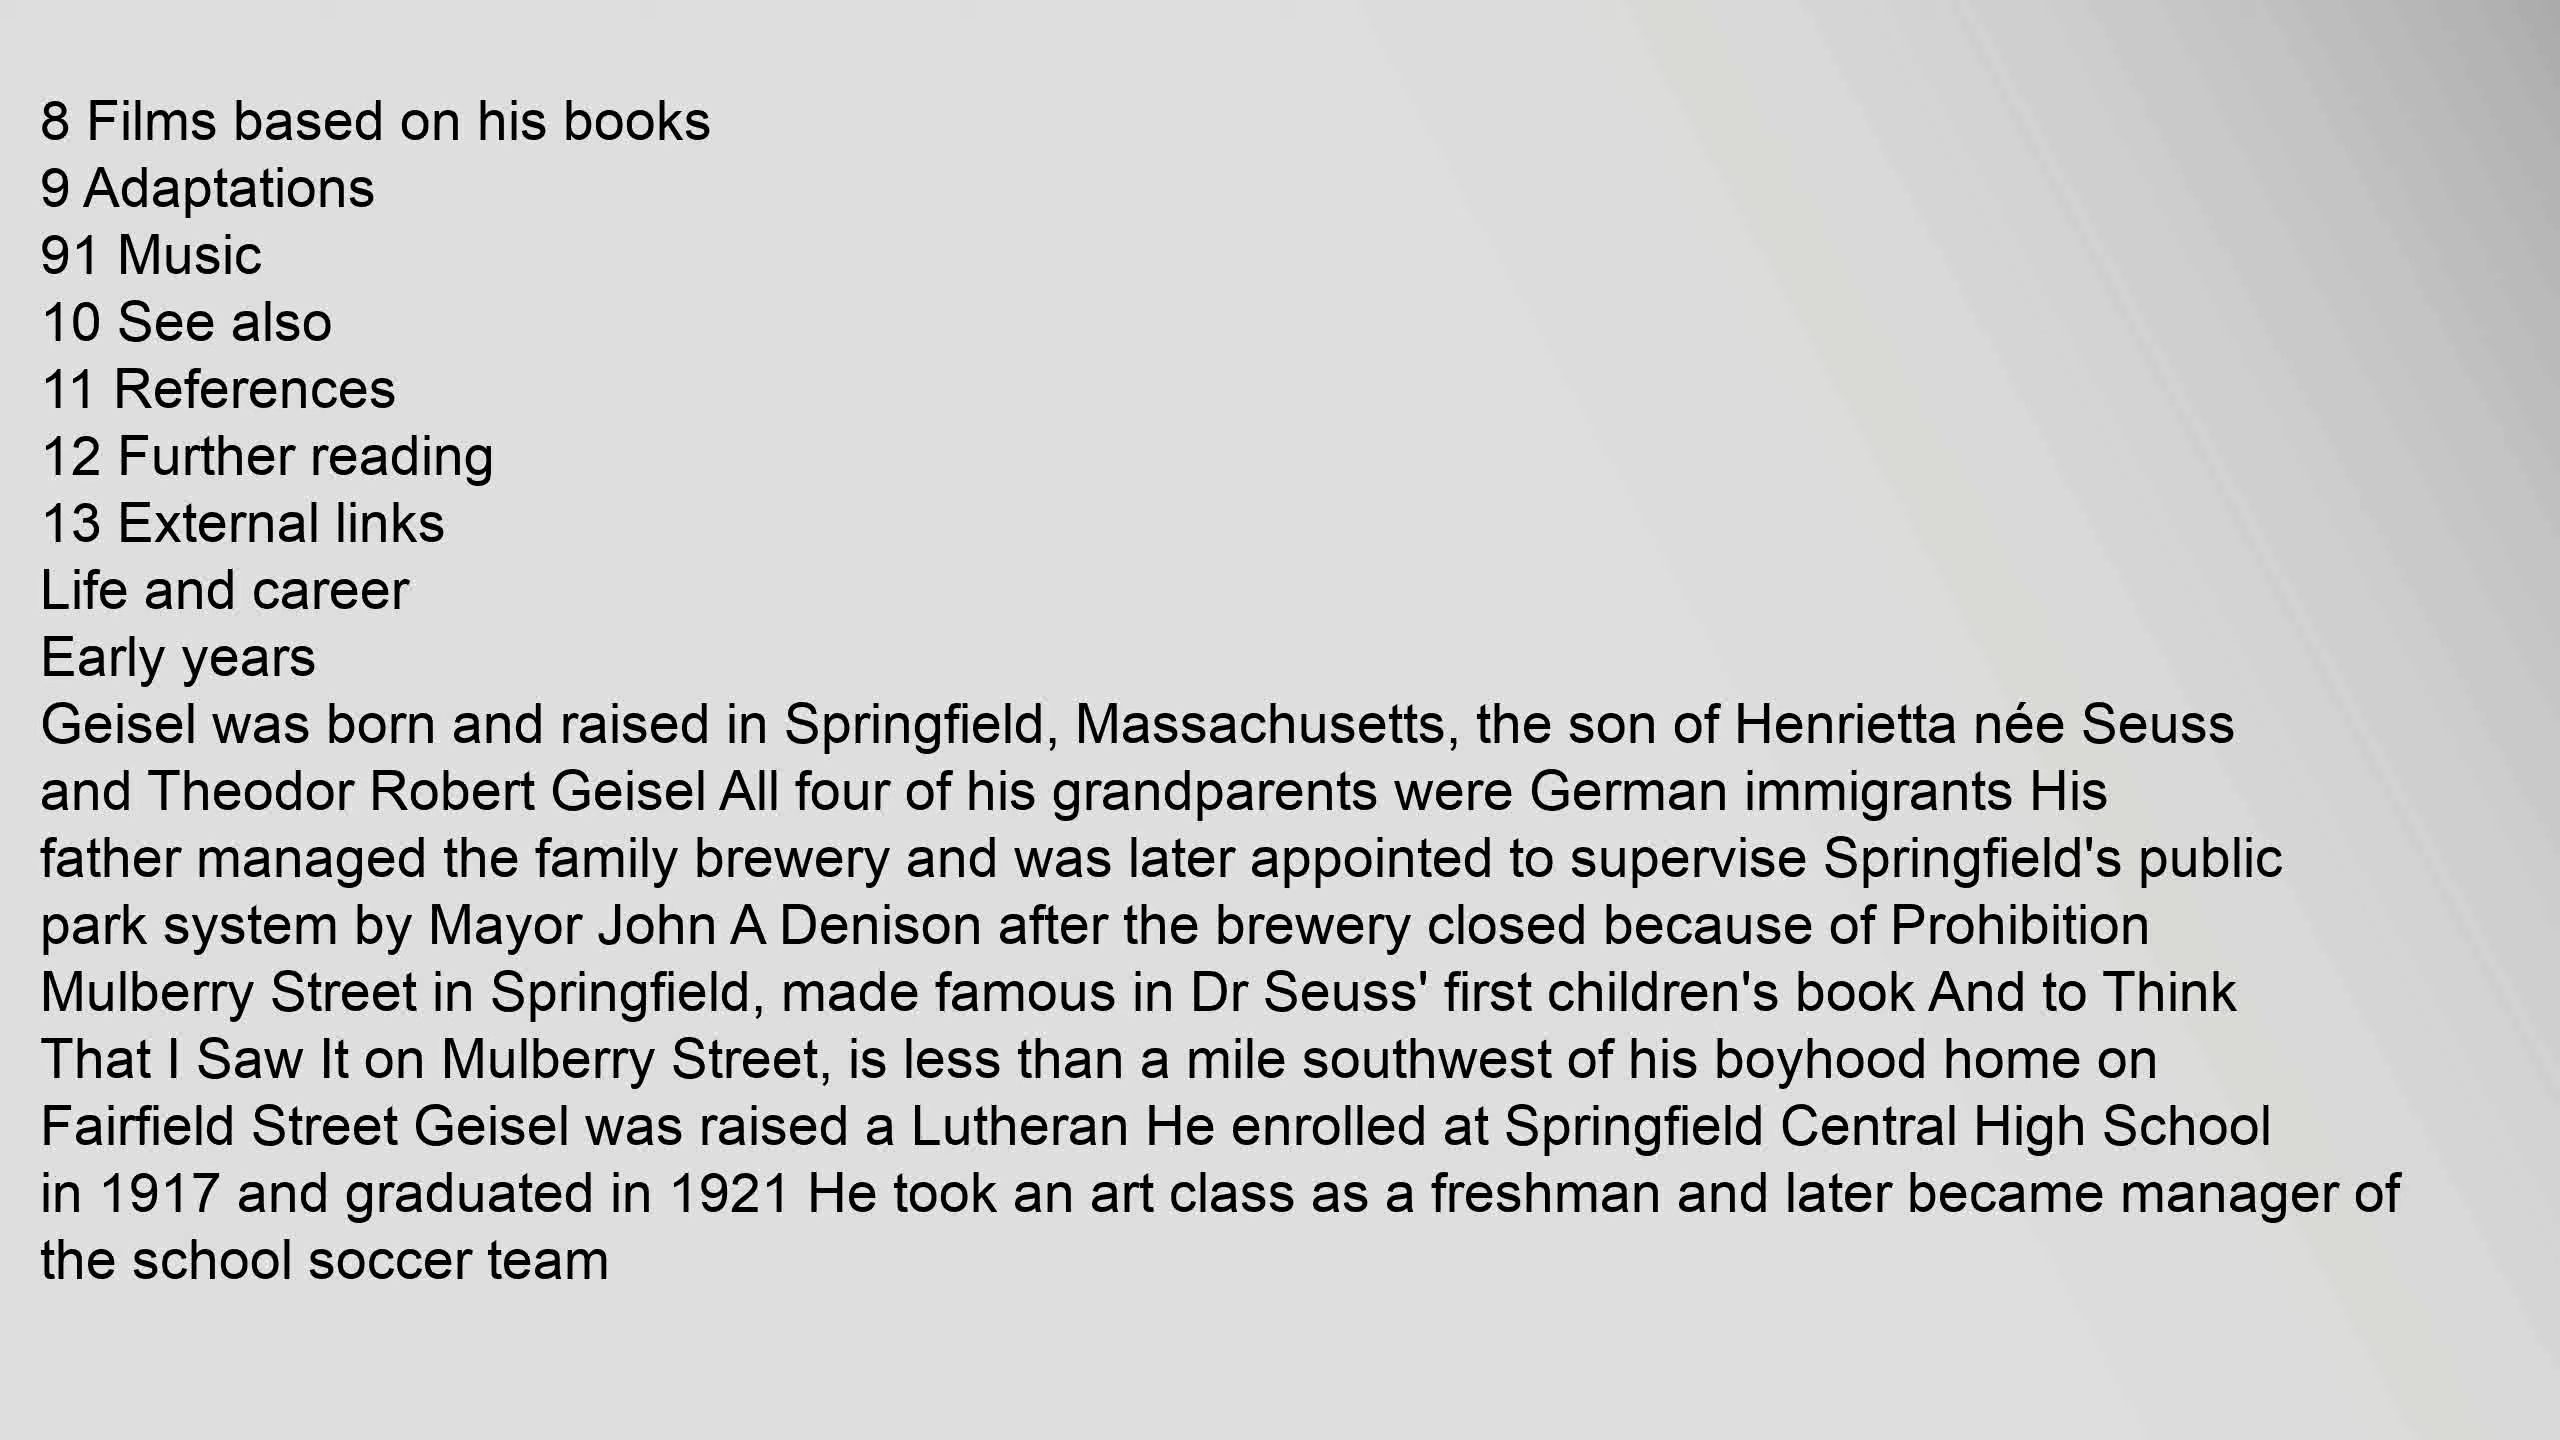 8 Films based on his books
9 Adaptations
91 Music
10 See also
11 References
12 Further reading
13 External links
Life and career
Early years
Geisel was born and raised in Springfield, Massachusetts, the son of Henrietta née Seuss
and Theodor Robert Geisel All four of his grandparents were German immigrants His
father managed the family brewery and was later appointed to supervise Springfield's public
park system by Mayor John A Denison after the brewery closed because of Prohibition
Mulberry Street in Springfield, made famous in Dr Seuss' first children's book And to Think
That I Saw It on Mulberry Street, is less than a mile southwest of his boyhood home on
Fairfield Street Geisel was raised a Lutheran He enrolled at Springfield Central High School
in 1917 and graduated in 1921 He took an art class as a freshman and later became manager of
the school soccer team